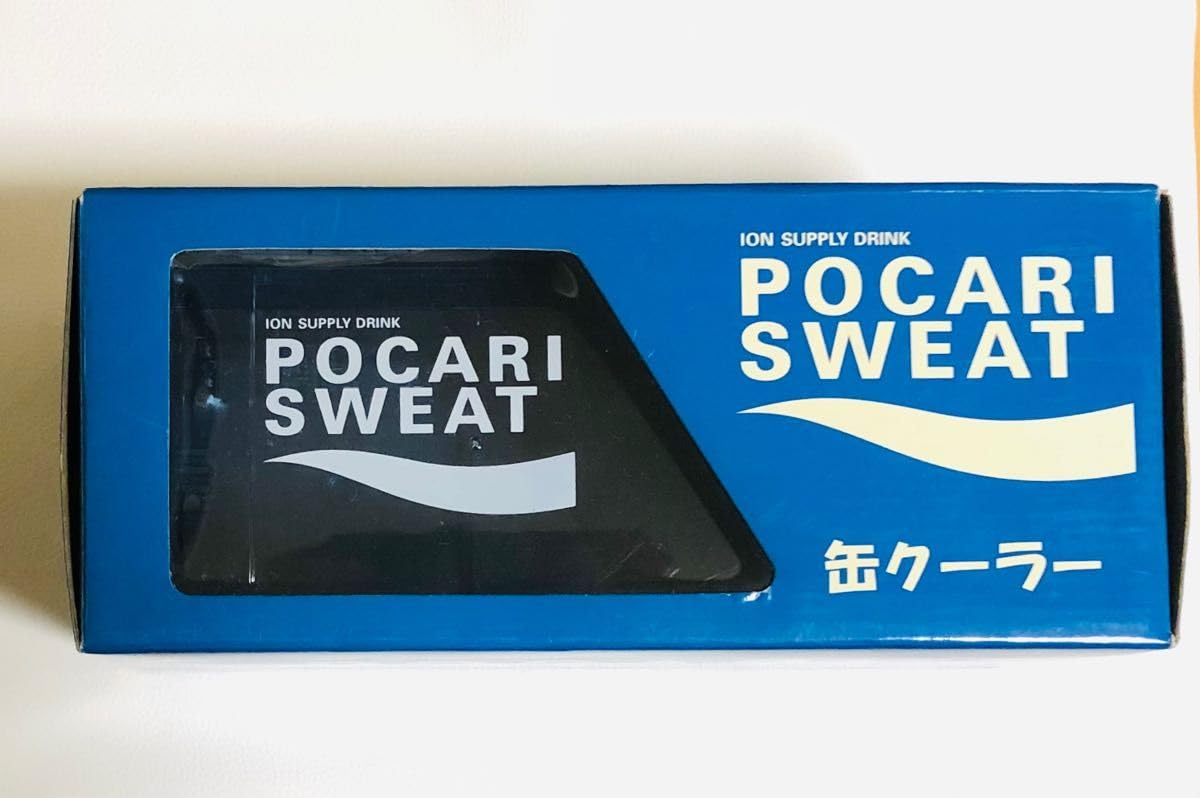 ION SUPPLY DRINK
POCARI
SWEAT
ION SUPPLY DRINK
POCARI
SWEAT
缶クーラー